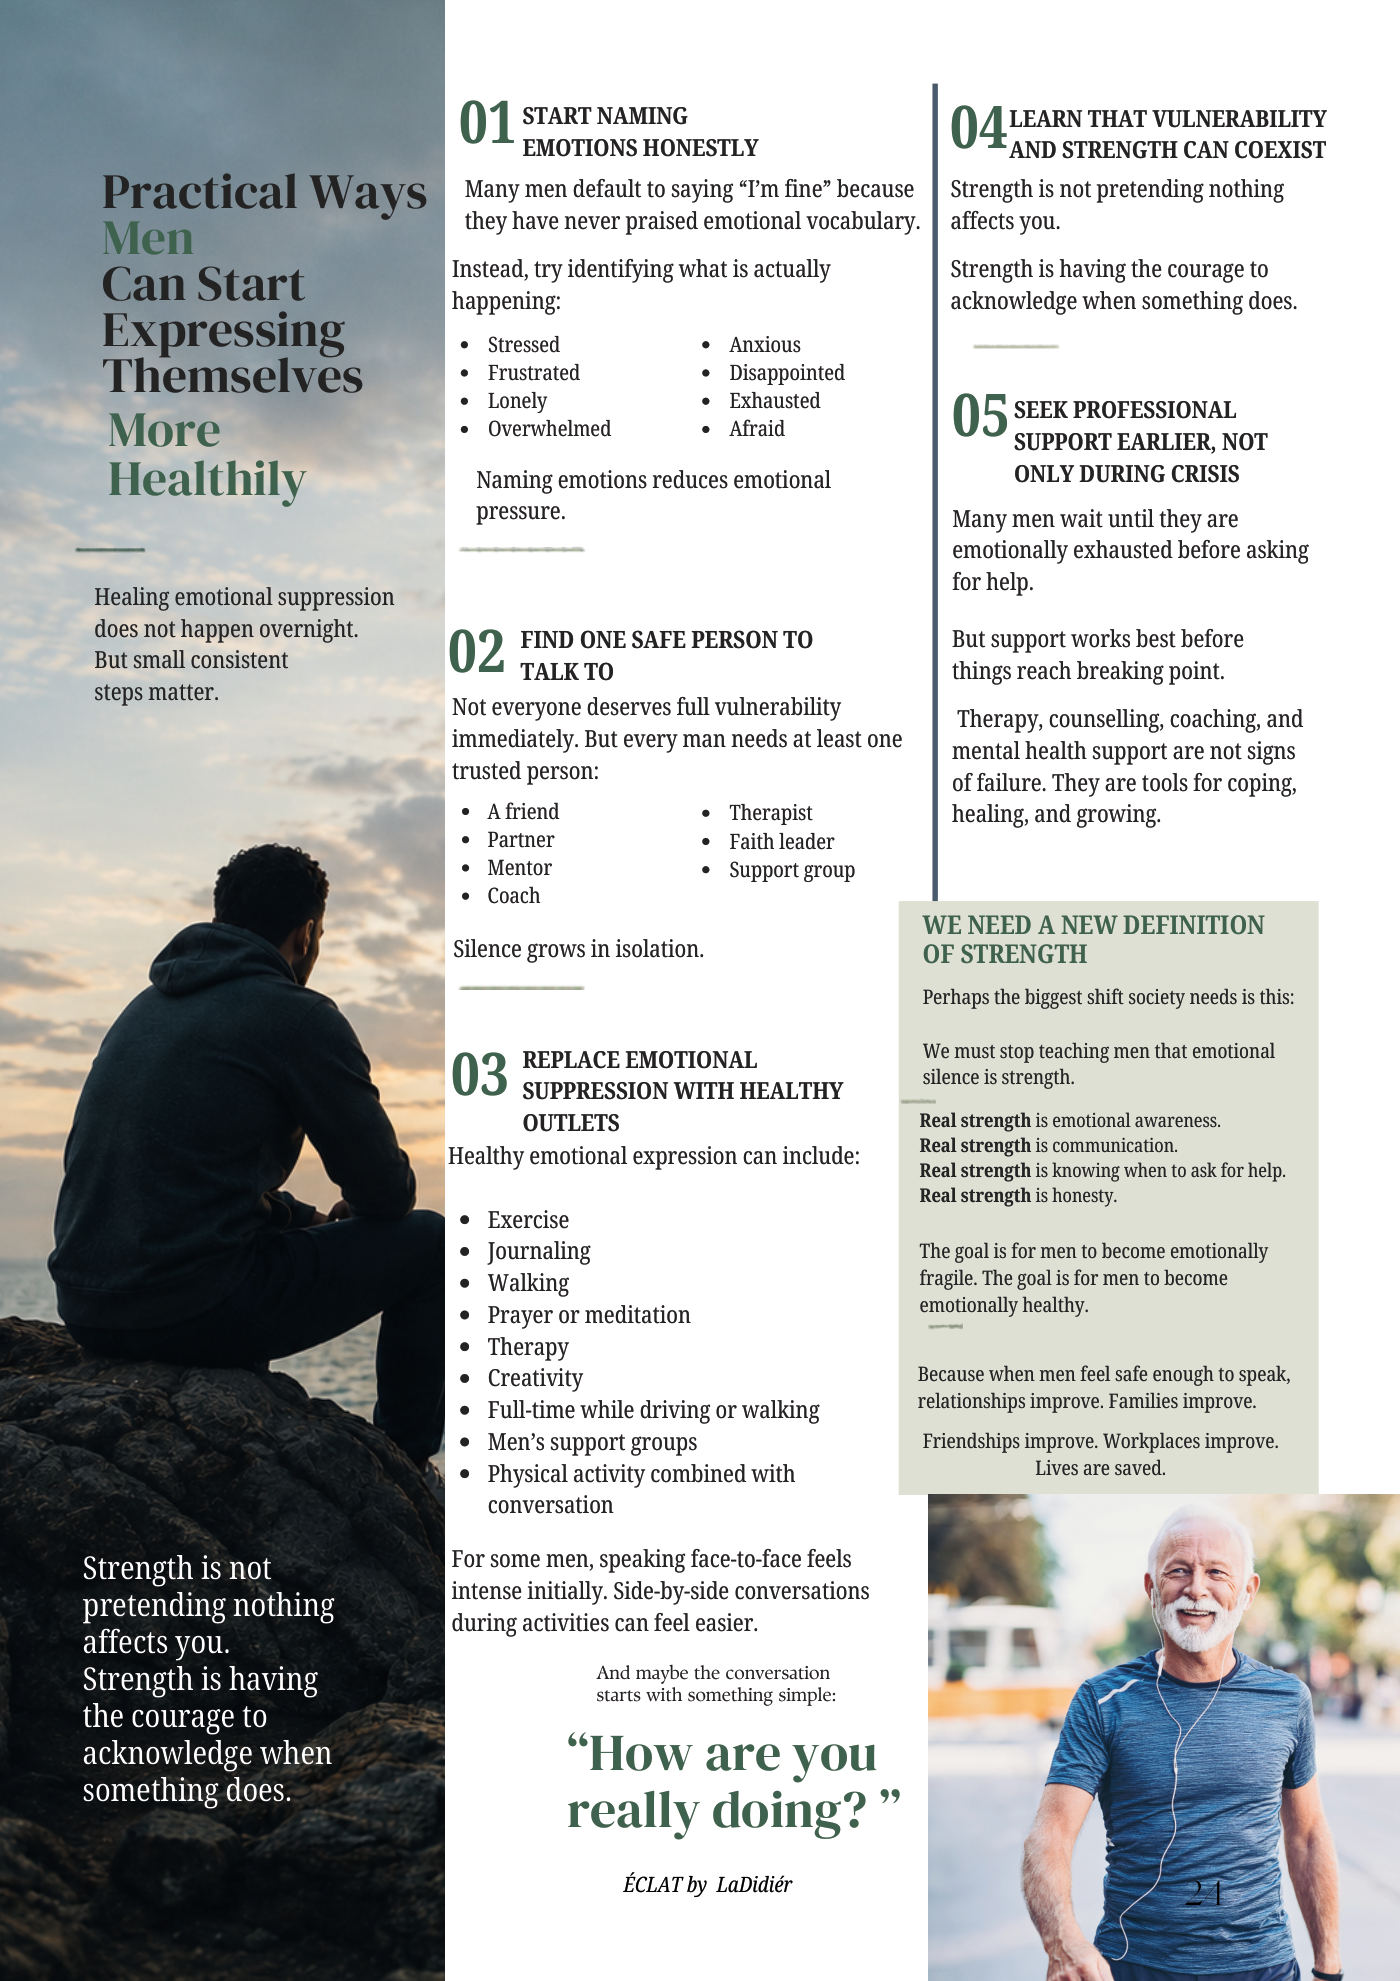 Practical Ways
Men
Can Start
Expressing
Themselves
More
Healthily
Healing emotional suppression
does not happen overnight.
But small consistent
steps matter.
Strength is not
pretending nothing
affects you.
Strength is having
the courage to
acknowledge when
something does.
01 START NAMING
EMOTIONS HONESTLY
Many men default to saying “I’m fine” because
they have never praised emotional vocabulary.
Instead, try identifying what is actually
happening:
• Stressed
• Frustrated
• Lonely
• Overwhelmed
• Anxious
• Disappointed
• Exhausted
• Afraid
Naming emotions reduces emotional
pressure.
02 FIND ONE SAFE PERSON TO
TALK TO
Not everyone deserves full vulnerability
immediately. But every man needs at least one
trusted person:
• A friend
• Partner
• Mentor
• Coach
• Therapist
• Faith leader
• Support group
Silence grows in isolation.
03 REPLACE EMOTIONAL
SUPPRESSION WITH HEALTHY
OUTLETS
Healthy emotional expression can include:
• Exercise
• Journaling
• Walking
• Prayer or meditation
• Therapy
• Creativity
• Full-time while driving or walking
• Men’s support groups
• Physical activity combined with
conversation
For some men, speaking face-to-face feels
intense initially. Side-by-side conversations
during activities can feel easier.
And maybe the conversation
starts with something simple:
“How are you
really doing? ”
ÉCLAT by LaDidiér
04 LEARN THAT VULNERABILITY
AND STRENGTH CAN COEXIST
Strength is not pretending nothing
affects you.
Strength is having the courage to
acknowledge when something does.
05 SEEK PROFESSIONAL
SUPPORT EARLIER, NOT
ONLY DURING CRISIS
Many men wait until they are
emotionally exhausted before asking
for help.
But support works best before
things reach breaking point.
Therapy, counselling, coaching, and
mental health support are not signs
of failure. They are tools for coping,
healing, and growing.
WE NEED A NEW DEFINITION
OF STRENGTH
Perhaps the biggest shift society needs is this:
We must stop teaching men that emotional
silence is strength.
Real strength is emotional awareness.
Real strength is communication.
Real strength is knowing when to ask for help.
Real strength is honesty.
The goal is for men to become emotionally
fragile. The goal is for men to become
emotionally healthy.
Because when men feel safe enough to speak,
relationships improve. Families improve.
Friendships improve. Workplaces improve.
Lives are saved.
24